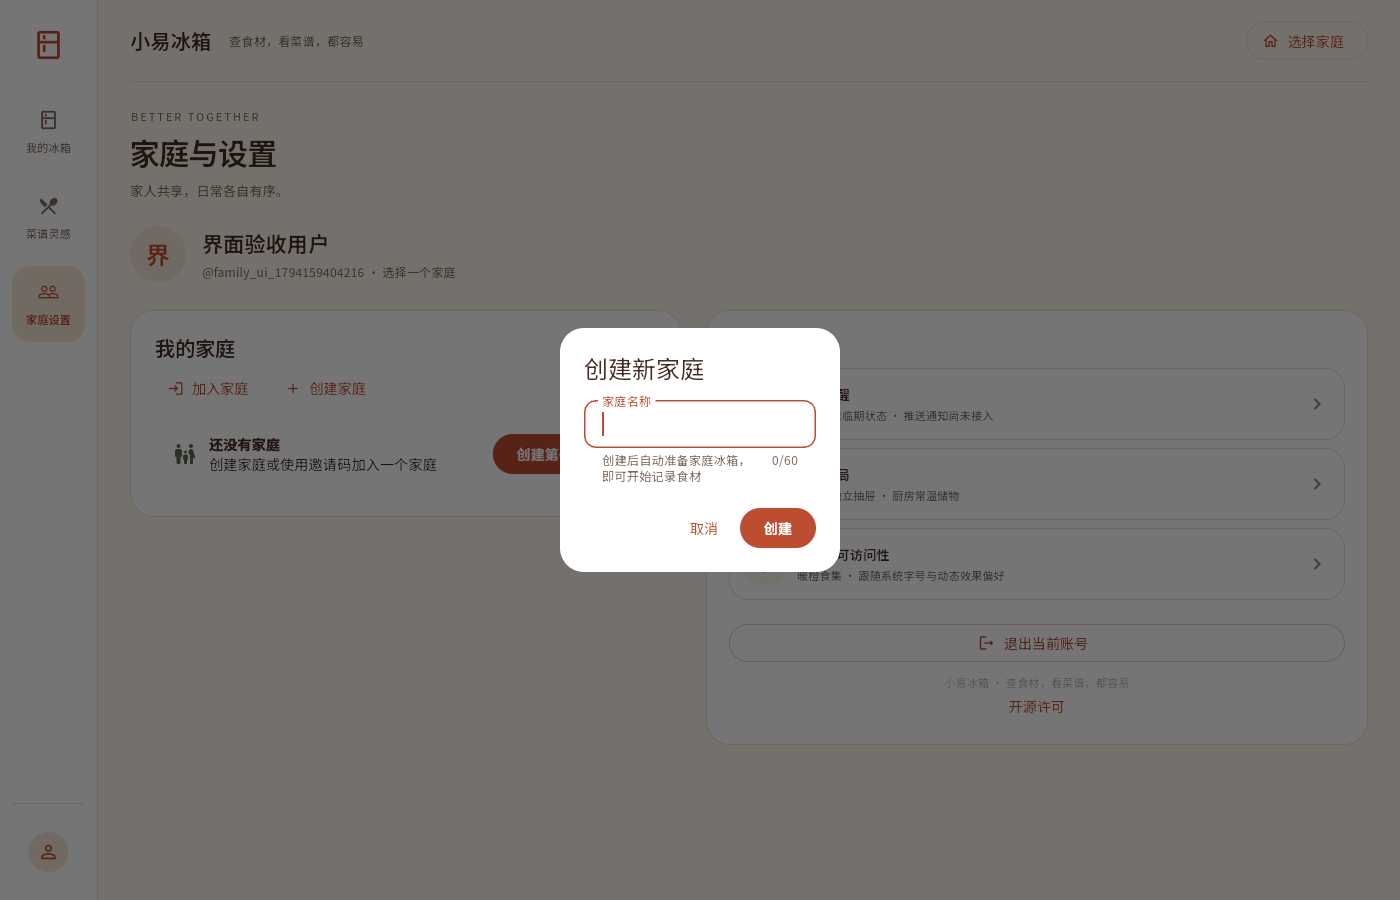 小易冰箱
查食材，看菜谱，都容易
选择家庭
我的冰箱
菜谱灵感
家庭设置
BETTER TOGETHER
家庭与设置
家人共享，日常各自有序。
界
界面验收用户
@family_ui_1794159404216 · 选择一个家庭
我的家庭
加入家庭
创建家庭
还没有家庭
创建家庭或使用邀请码加入一个家庭
创建第
创建新家庭
家庭名称
创建后自动准备家庭冰箱，
即可开始记录食材
0/60
取消
创建
醒
临期状态 · 推送通知尚未接入
局
立抽屉 · 厨房常温储物
可访问性
暖橙食集 · 跟随系统字号与动态效果偏好
退出当前账号
小易冰箱 · 查食材，看菜谱，都容易
开源许可